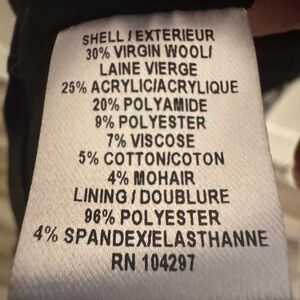 SHELL / EXTERIEUR
30% VIRGIN WOOL/
LAINE VIERGE
25% ACRYLIC/ACRYLIQUE
20% POLYAMIDE
9% POLYESTER
7% VISCOSE
5% COTTON/COTON
4% MOHAIR
LINING / DOUBLURE
96% POLYESTER
4% SPANDEX/ELASTHANNE
RN 104297